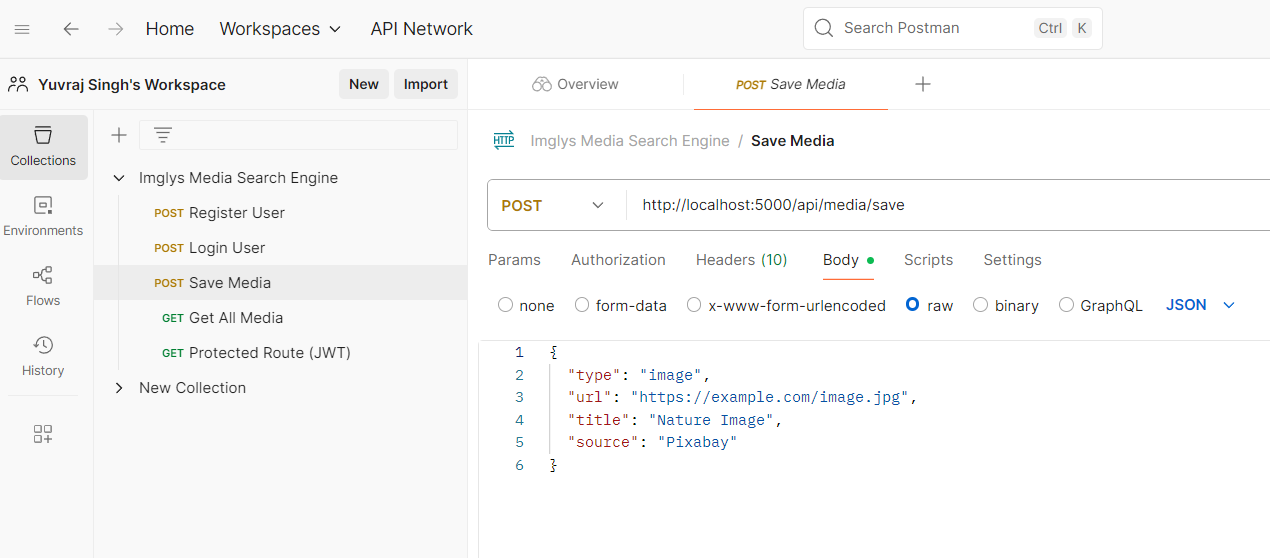 Home Workspaces API Network Search Postman Ctrl K
Yuvraj Singh's Workspace New Import
Overview POST Save Media
Collections
Environments
Flows
History
Imglys Media Search Engine
POST Register User
POST Login User
POST Save Media
GET Get All Media
GET Protected Route (JWT)
New Collection
HTTP Imglys Media Search Engine / Save Media
POST http://localhost:5000/api/media/save
Params Authorization Headers (10) Body Scripts Settings
none form-data x-www-form-urlencoded raw binary GraphQL JSON
1 {
2 "type": "image",
3 "url": "https://example.com/image.jpg",
4 "title": "Nature Image",
5 "source": "Pixabay"
6 }